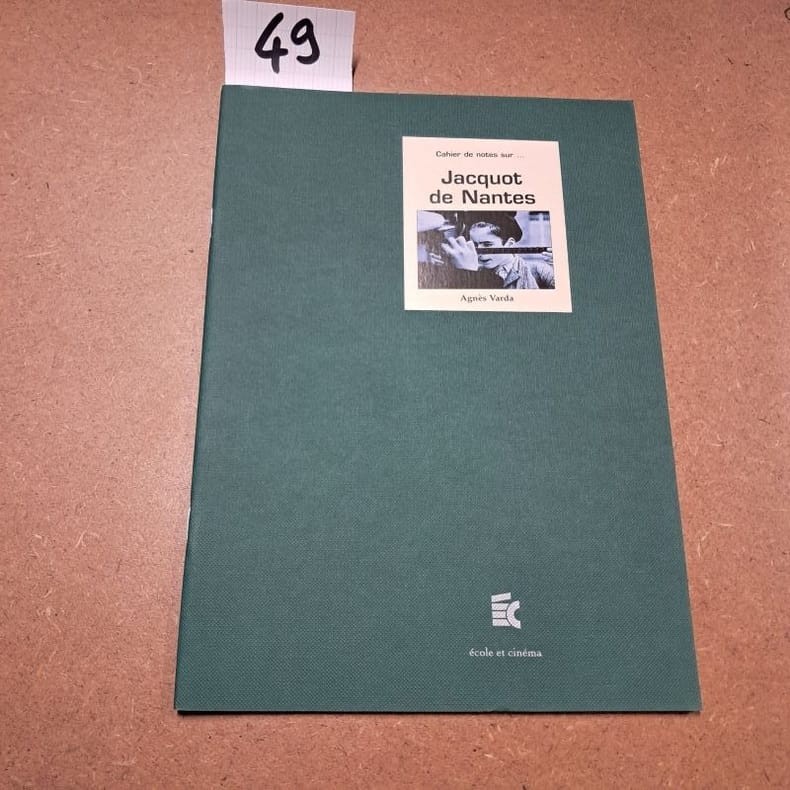 49
Cahier de notes sur ...
Jacquot
de Nantes
Agnès Varda
école et cinéma